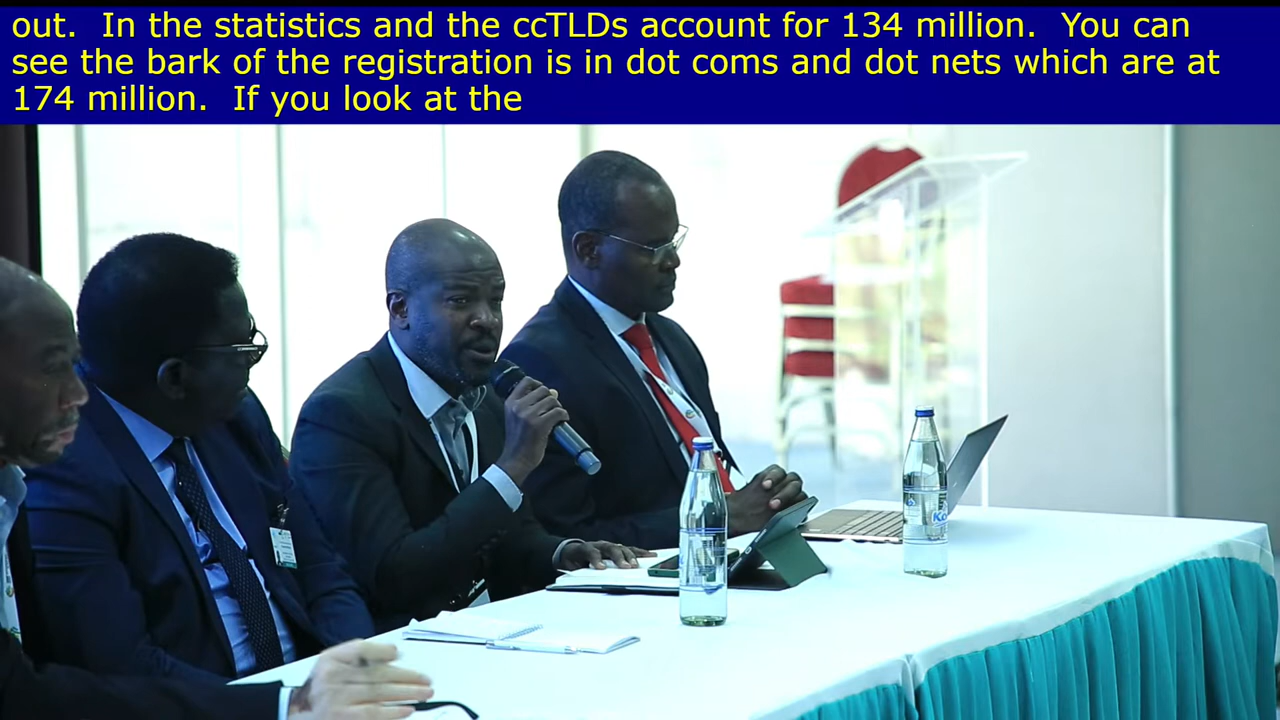 out.  In the statistics and the ccTLDs account for 134 million.  You can
see the bark of the registration is in dot coms and dot nets which are at
174 million.  If you look at the